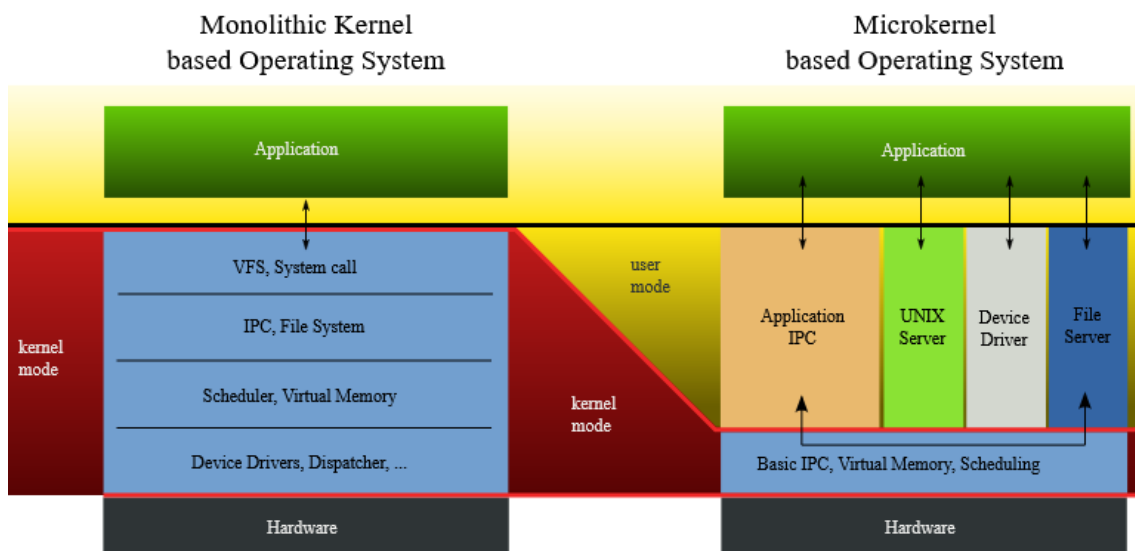 Monolithic Kernel
based Operating System
Microkernel
based Operating System
Application
Application
VFS, System call
IPC, File System
Scheduler, Virtual Memory
Device Drivers, Dispatcher, ...
kernel
mode
Hardware
kernel
mode
user
mode
Application
IPC
UNIX
Server
Device
Driver
File
Server
Basic IPC, Virtual Memory, Scheduling
Hardware